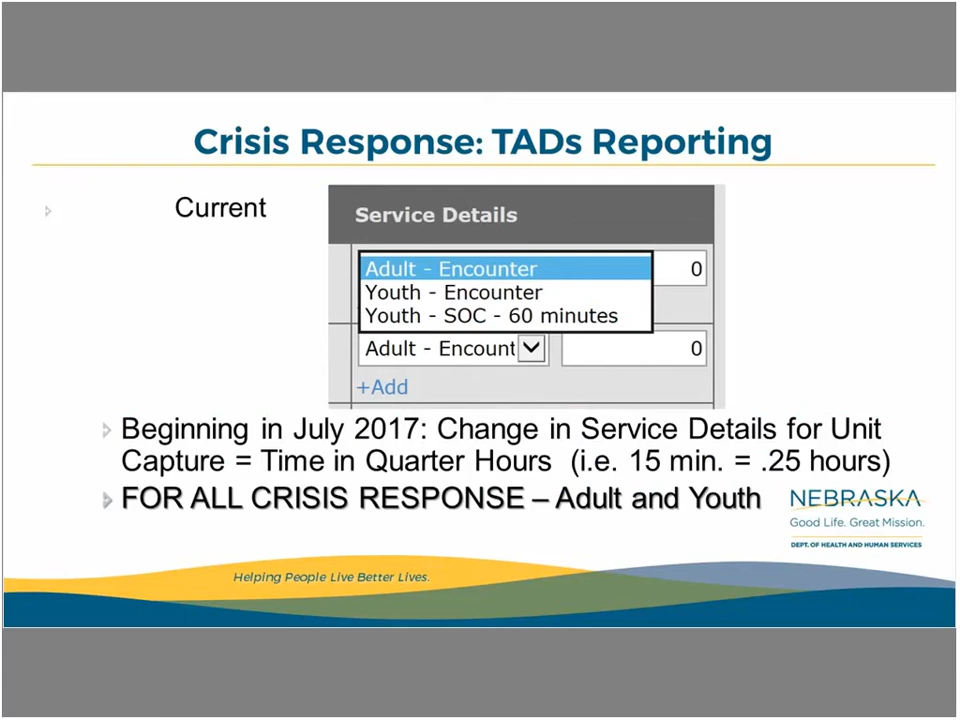 Crisis Response: TADs Reporting
Current
Service Details
Adult - Encounter
0
Youth - Encounter
Youth - SOC - 60 minutes
Adult - Encount
0
+Add
Beginning in July 2017: Change in Service Details for Unit
Capture = Time in Quarter Hours (i.e. 15 min. = .25 hours)
FOR ALL CRISIS RESPONSE – Adult and Youth
NEBRASKA
Good Life. Great Mission.
DEPT. OF HEALTH AND HUMAN SERVICES
Helping People Live Better Lives.